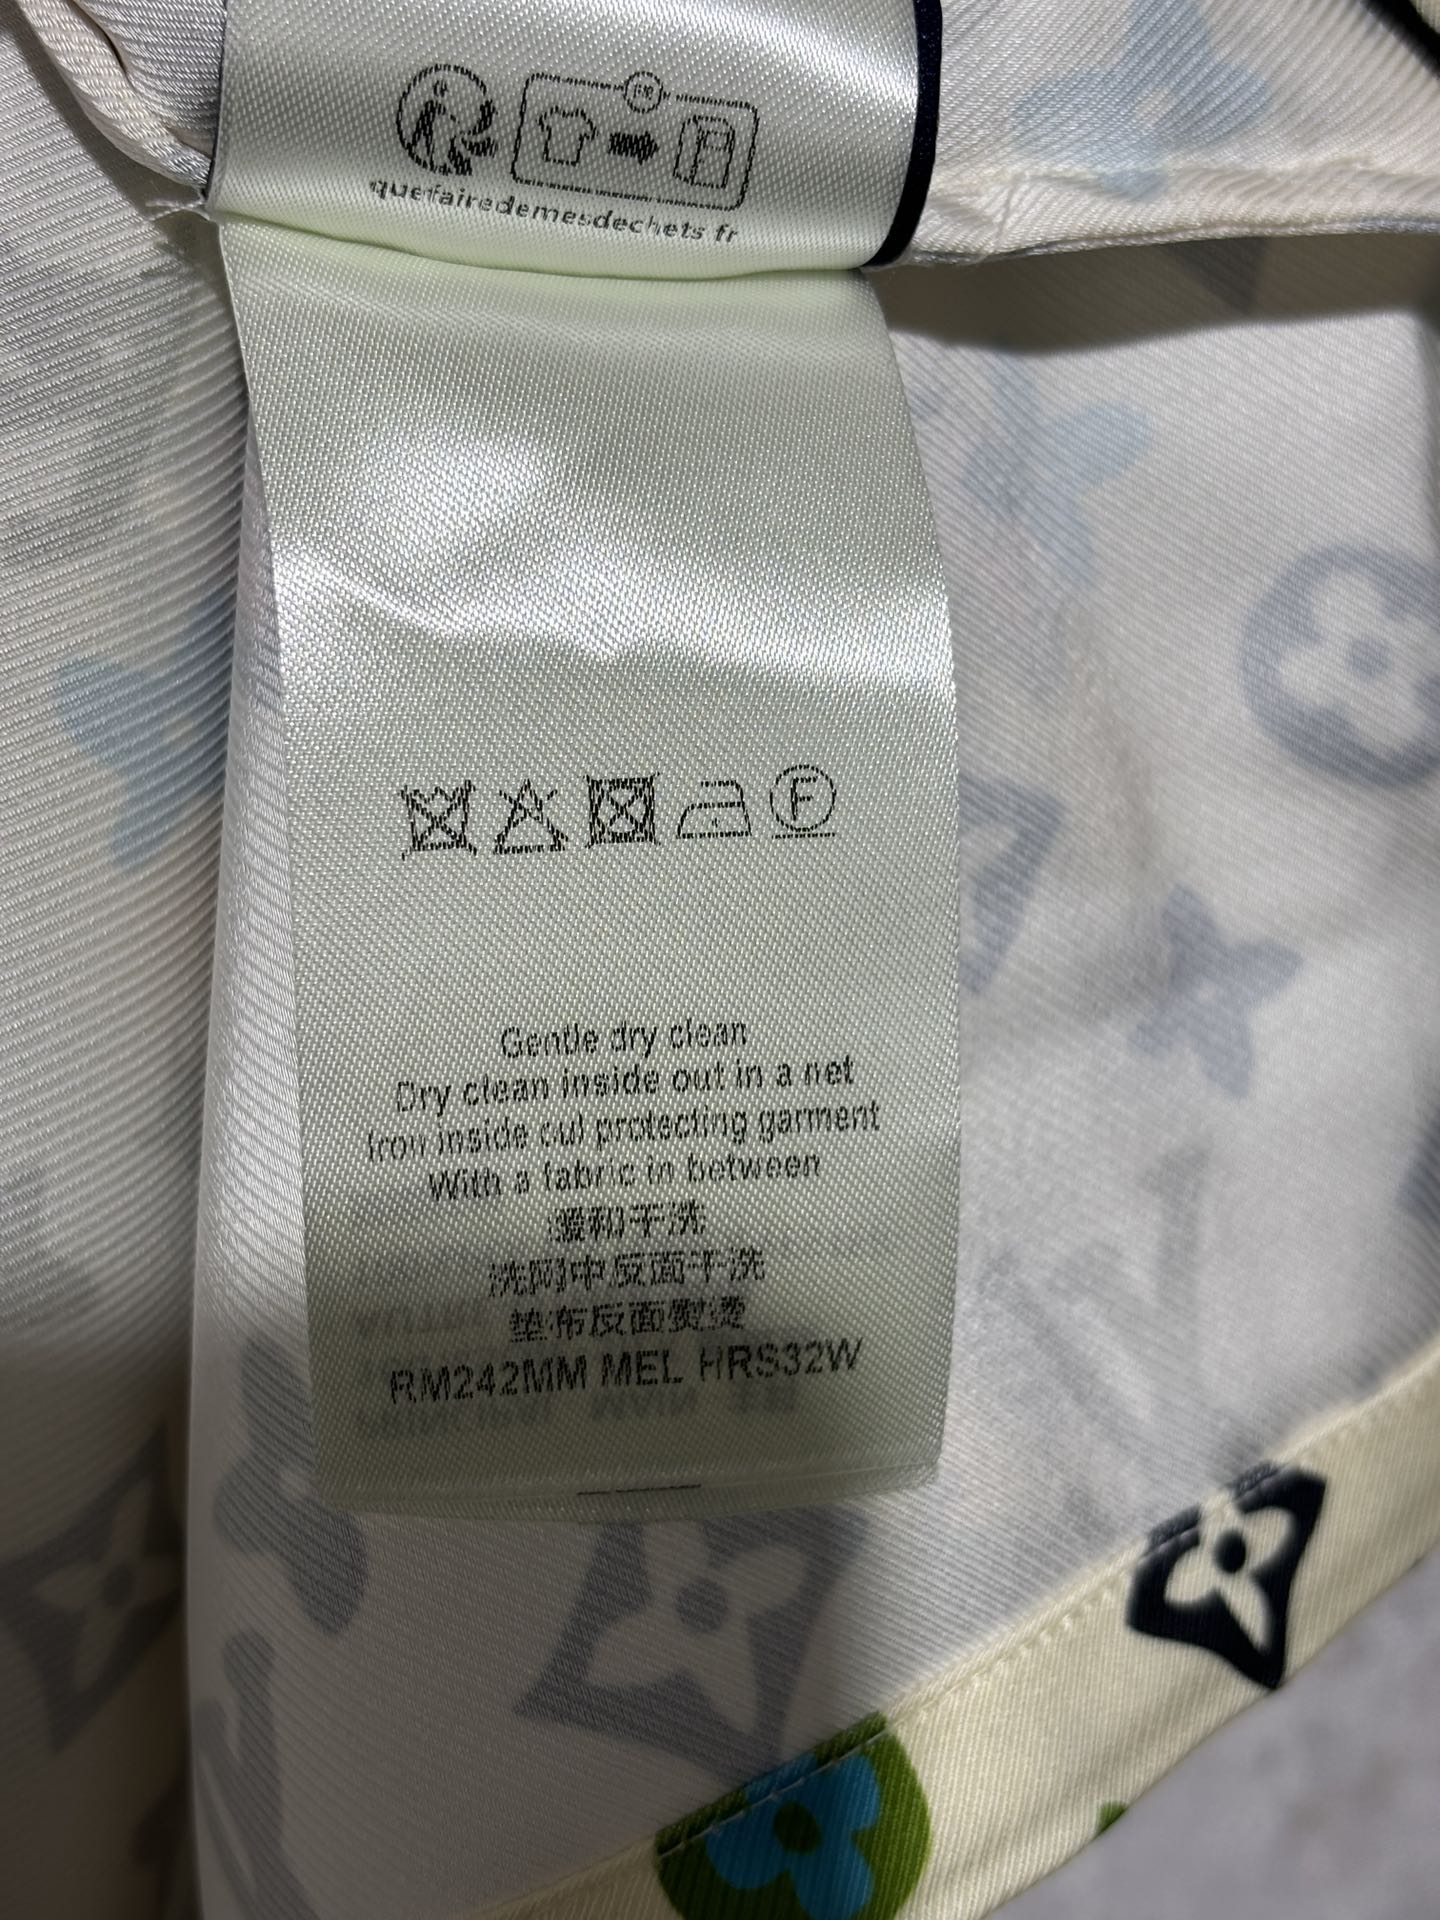 FR
quefairedemesdechets fr
F
Gentle dry clean
Dry clean inside out in a net
Iron inside out protecting garment
With a fabric in between
缓和干洗
洗网中反面干洗
垫布反面熨烫
RM242MM MEL HRS32W